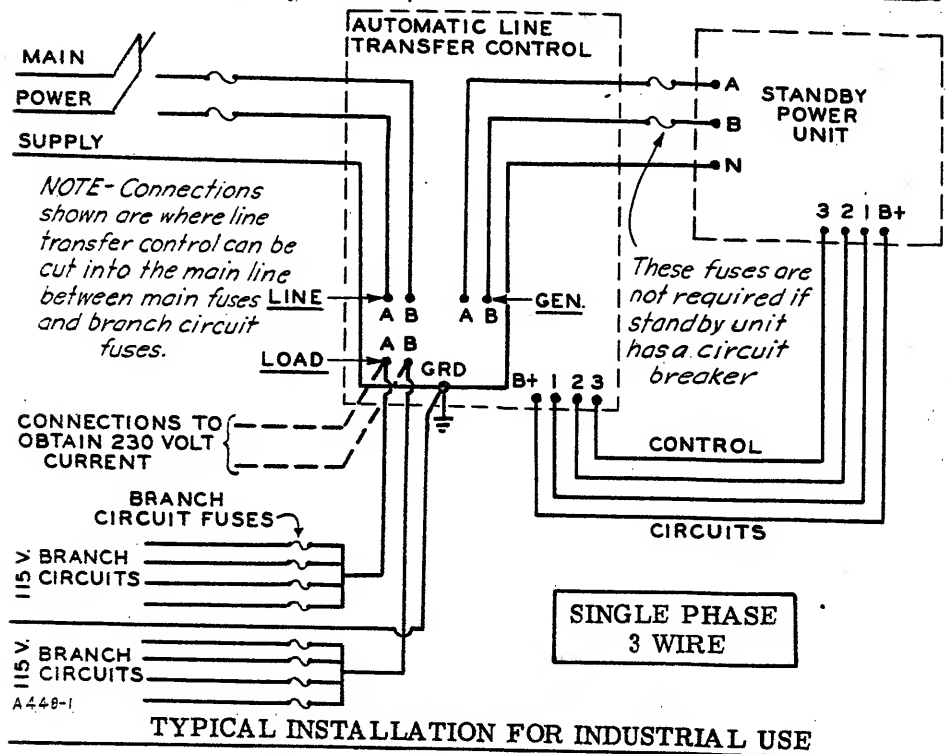 AUTOMATIC LINE
TRANSFER CONTROL
MAIN
POWER
SUPPLY
A
B
N
STANDBY
POWER
UNIT
3 2 1 B+
NOTE- Connections
shown are where line
transfer control can be
cut into the main line
between main fuses
and branch circuit
fuses.
These fuses are
not required if
standby unit
has a circuit
breaker
LINE
A B
A B
GEN.
LOAD
A B
GRD
B+ 1 2 3
CONNECTIONS TO
OBTAIN 230 VOLT
CURRENT
CONTROL
CIRCUITS
BRANCH
CIRCUIT FUSES
115 V.
BRANCH
CIRCUITS
115 V.
BRANCH
CIRCUITS
A448-1
SINGLE PHASE
3 WIRE
TYPICAL INSTALLATION FOR INDUSTRIAL USE